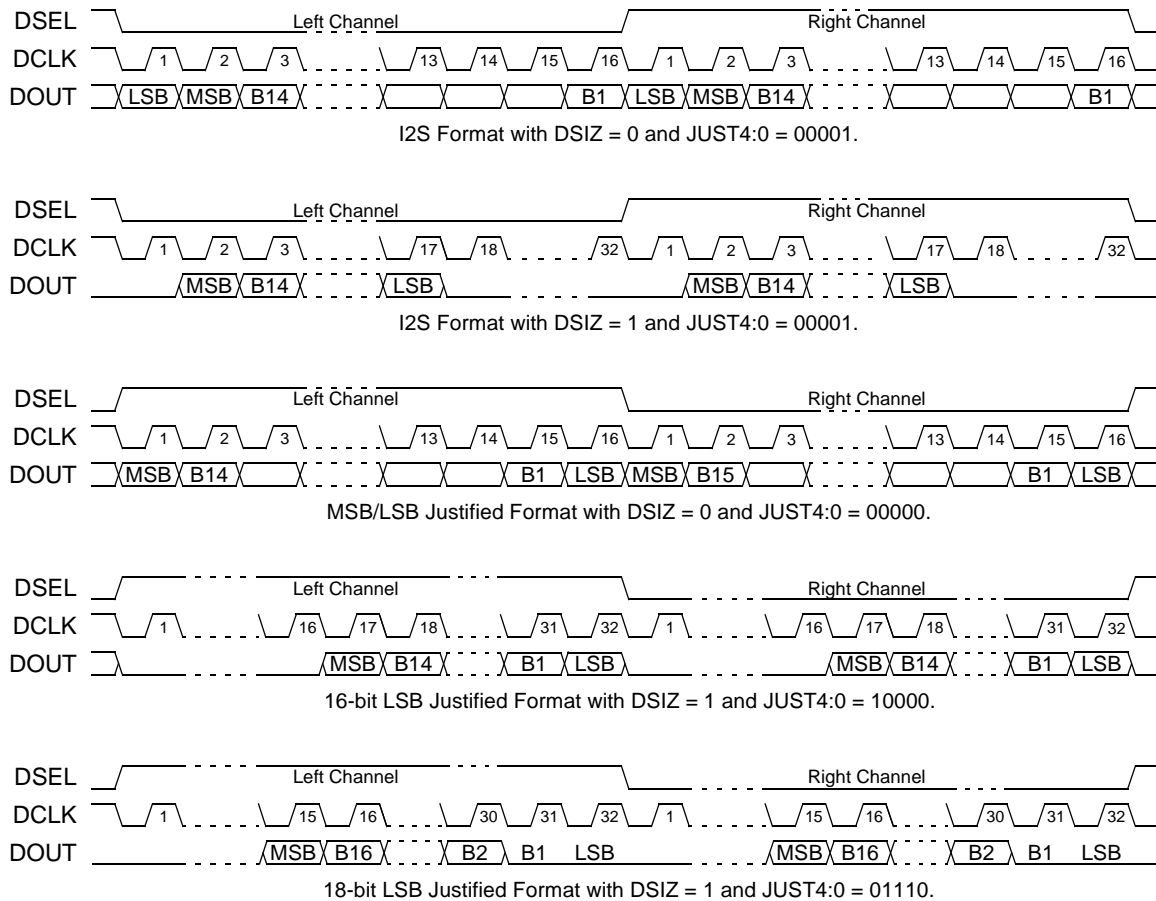 DSEL Left Channel Right Channel
DCLK 1 2 3 13 14 15 16 1 2 3 13 14 15 16
DOUT LSB MSB B14 B1 LSB MSB B14 B1
I2S Format with DSIZ = 0 and JUST4:0 = 00001.
DSEL Left Channel Right Channel
DCLK 1 2 3 17 18 32 1 2 3 17 18 32
DOUT MSB B14 LSB MSB B14 LSB
I2S Format with DSIZ = 1 and JUST4:0 = 00001.
DSEL Left Channel Right Channel
DCLK 1 2 3 13 14 15 16 1 2 3 13 14 15 16
DOUT MSB B14 B1 LSB MSB B15 B1 LSB
MSB/LSB Justified Format with DSIZ = 0 and JUST4:0 = 00000.
DSEL Left Channel Right Channel
DCLK 1 16 17 18 31 32 1 16 17 18 31 32
DOUT MSB B14 B1 LSB MSB B14 B1 LSB
16-bit LSB Justified Format with DSIZ = 1 and JUST4:0 = 10000.
DSEL Left Channel Right Channel
DCLK 1 15 16 30 31 32 1 15 16 30 31 32
DOUT MSB B16 B2 B1 LSB MSB B16 B2 B1 LSB
18-bit LSB Justified Format with DSIZ = 1 and JUST4:0 = 01110.